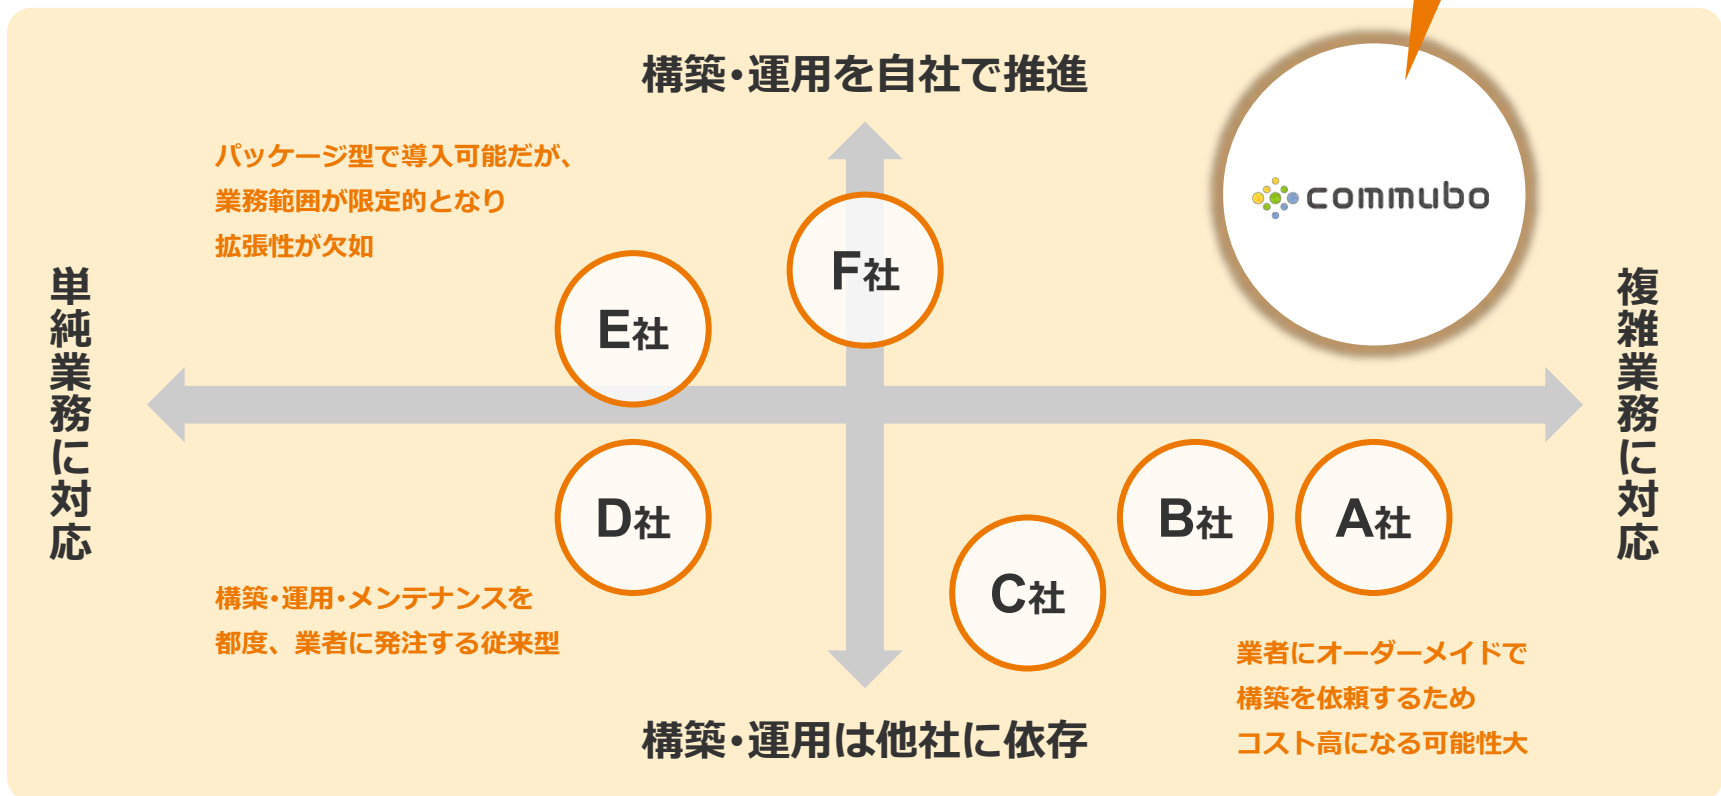 構築・運用を自社で推進
パッケージ型で導入可能だが、
業務範囲が限定的となり
拡張性が欠如
commubo
F社
E社
単純業務に対応
複雑業務に対応
D社
B社
A社
C社
構築・運用・メンテナンスを
都度、業者に発注する従来型
業者にオーダーメイドで
構築を依頼するため
コスト高になる可能性大
構築・運用は他社に依存